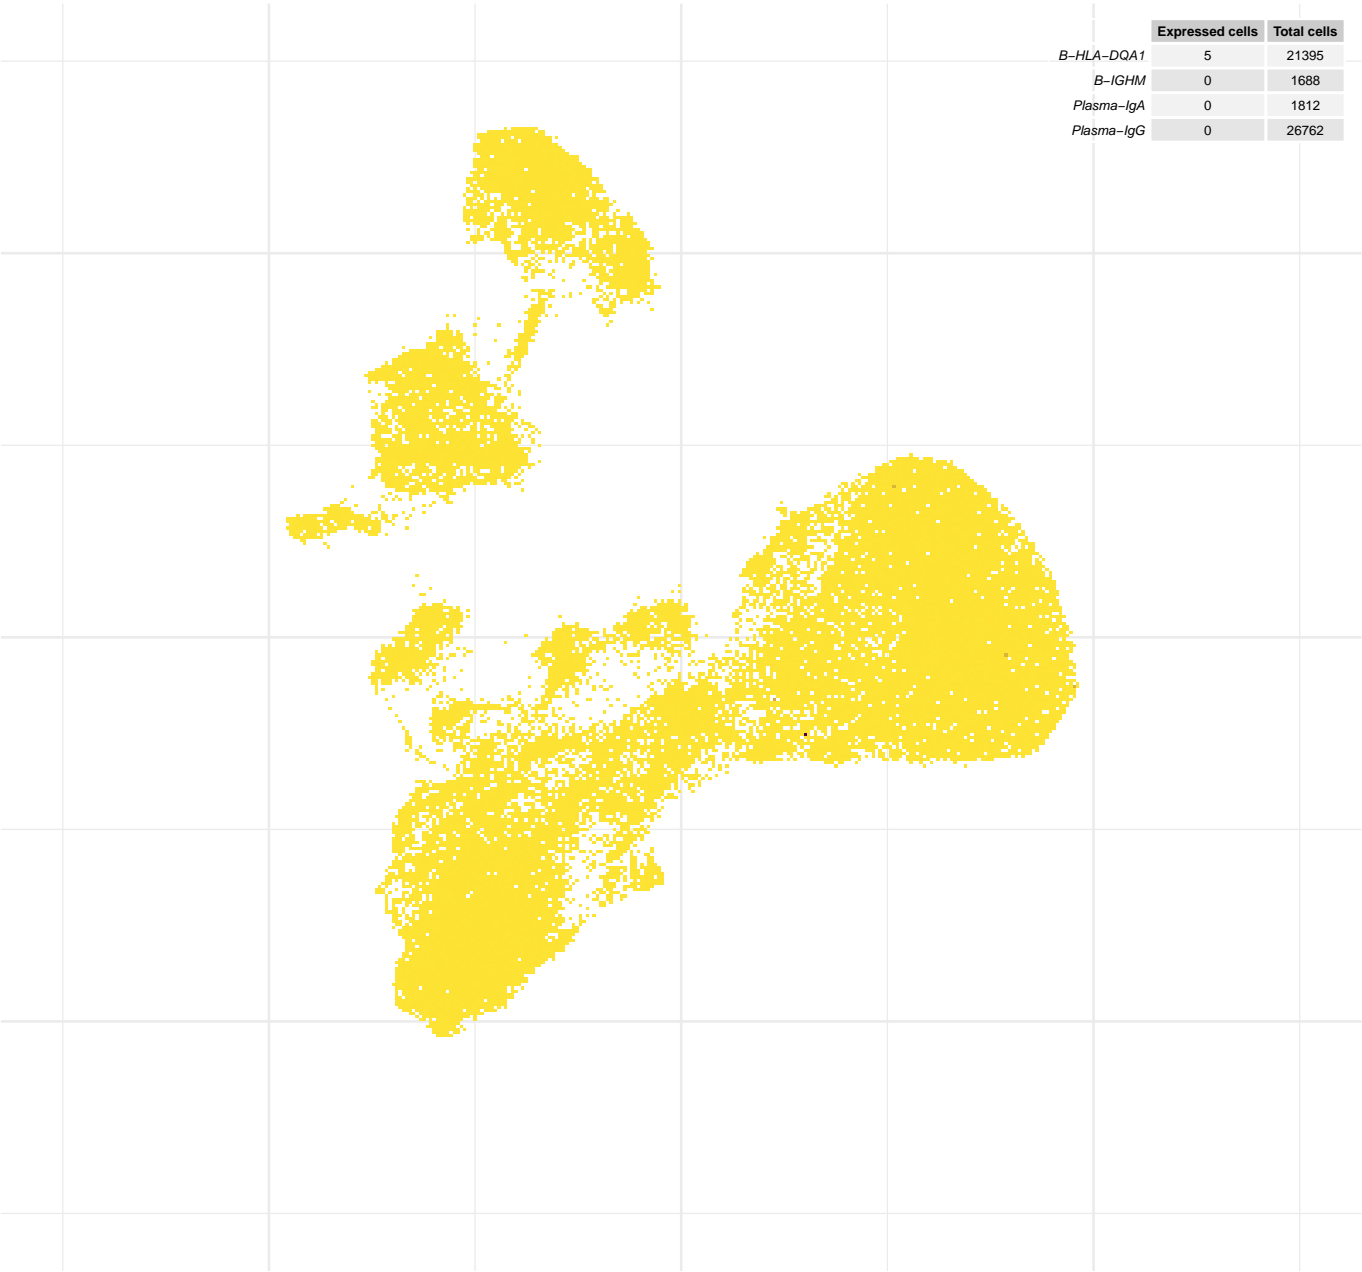 Expressed cells Total cells
B−HLA−DQA1 5 21395
B−IGHM 0 1688
Plasma−IgA 0 1812
Plasma−IgG 0 26762